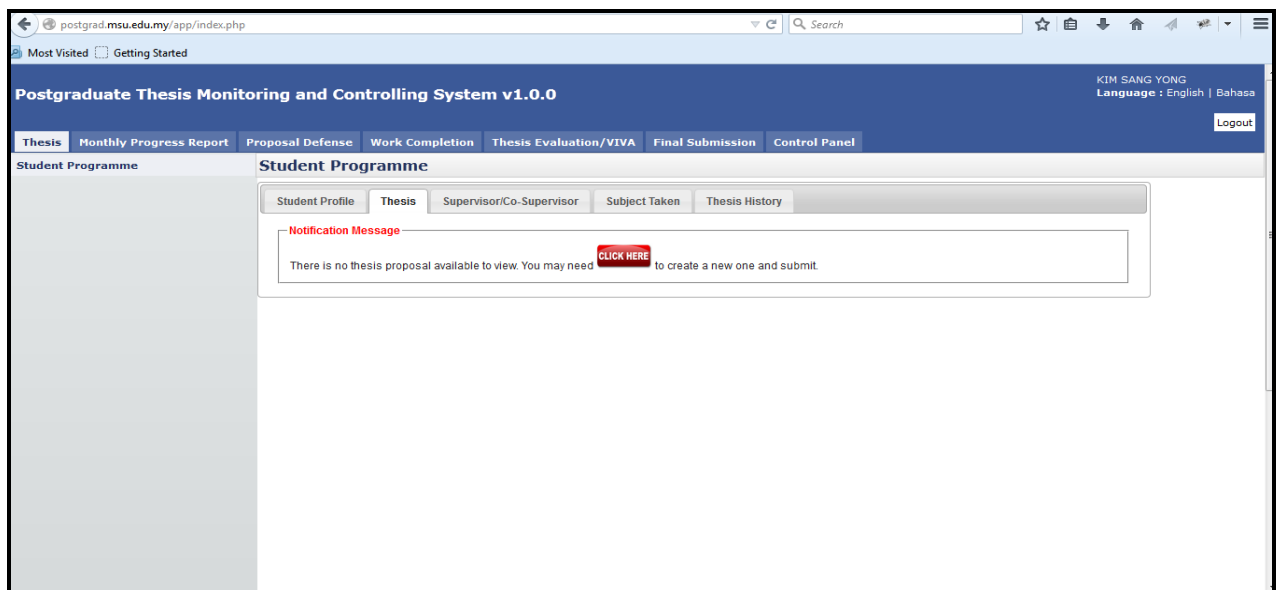 postgrad.msu.edu.my/app/index.php
Search
Most Visited Getting Started
KIM SANG YONG
Language : English | Bahasa
Postgraduate Thesis Monitoring and Controlling System v1.0.0
Logout
Thesis Monthly Progress Report Proposal Defense Work Completion Thesis Evaluation/VIVA Final Submission Control Panel
Student Programme
Student Programme
Student Profile Thesis Supervisor/Co-Supervisor Subject Taken Thesis History
Notification Message
There is no thesis proposal available to view. You may need CLICK HERE to create a new one and submit.